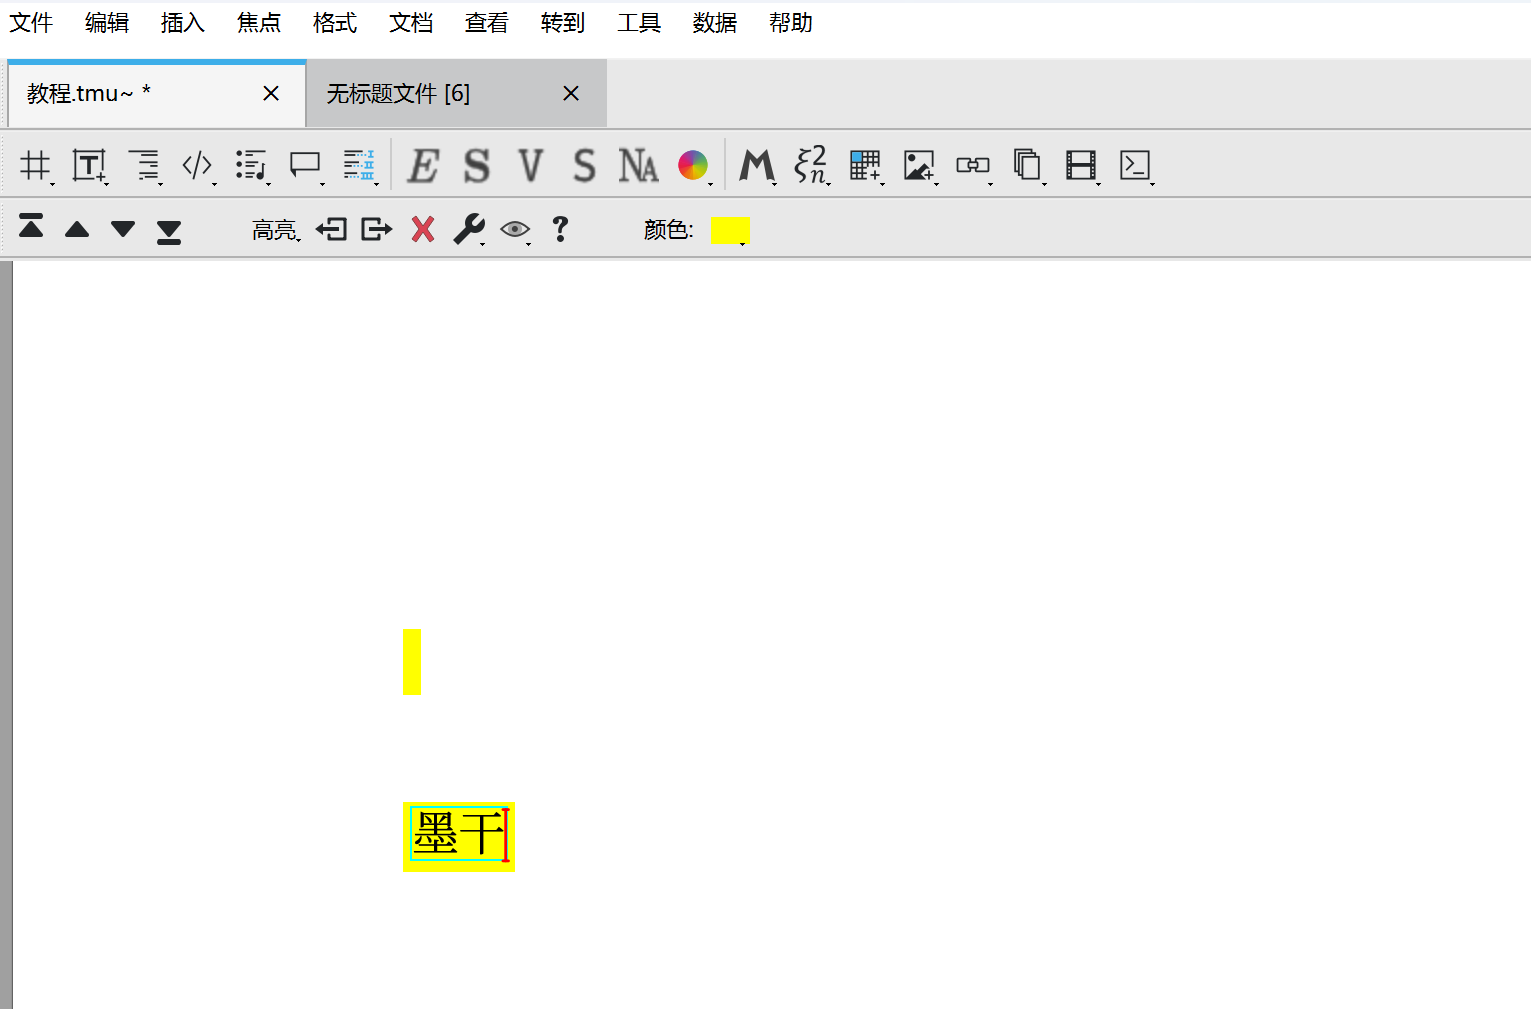 文件 编辑 插入 焦点 格式 文档 查看 转到 工具 数据 帮助
教程.tmu~ * 无标题文件 [6]
E S V S NA M ξ2n
高亮 ? 颜色:
墨干